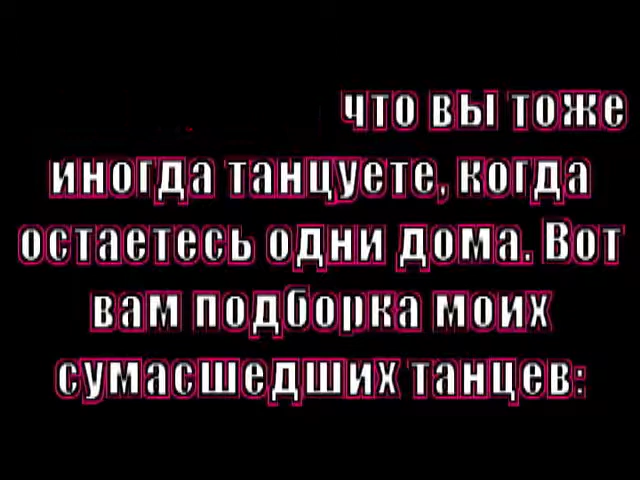 что вы тоже
иногда танцуете, когда
остаетесь одни дома. Вот
вам подборка моих
сумасшедших танцев: